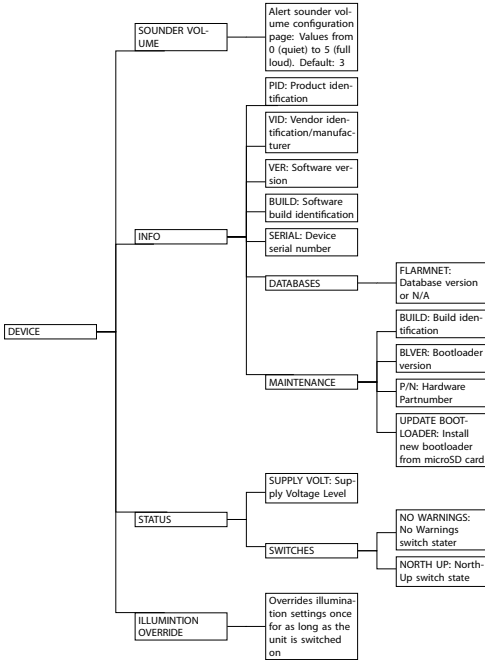 DEVICE
SOUNDER VOL-
UME
Alert sounder vol-
ume configuration
page: Values from
0 (quiet) to 5 (full
loud). Default: 3
INFO
PID: Product iden-
tification
VID: Vendor iden-
tification/manufac-
turer
VER: Software ver-
sion
BUILD: Software
build identification
SERIAL: Device
serial number
DATABASES
FLARMNET:
Database version
or N/A
MAINTENANCE
BUILD: Build iden-
tification
BLVER: Bootloader
version
P/N: Hardware
Partnumber
UPDATE BOOT-
LOADER: Install
new bootloader
from microSD card
STATUS
SUPPLY VOLT: Sup-
ply Voltage Level
SWITCHES
NO WARNINGS:
No Warnings
switch stater
NORTH UP: North-
Up switch state
ILLUMINTION
OVERRIDE
Overrides illumina-
tion settings once
for as long as the
unit is switched
on